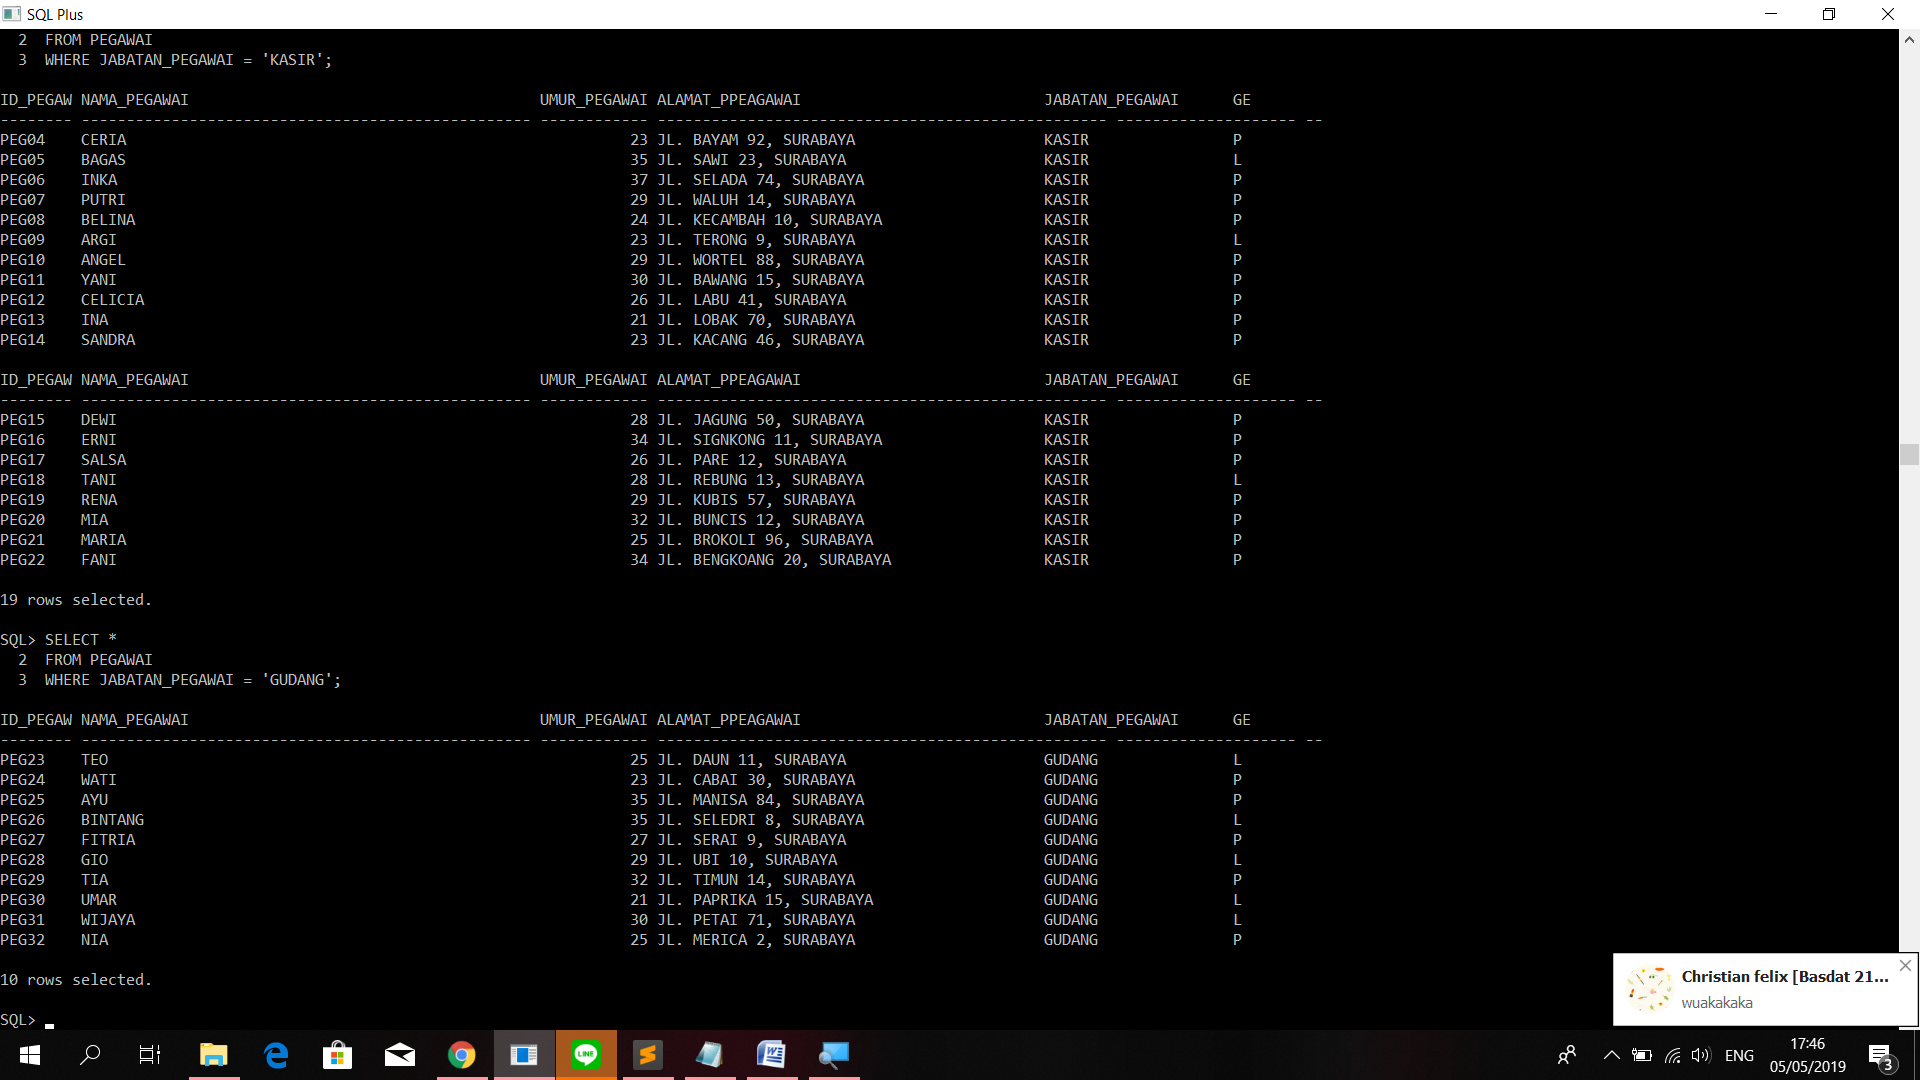 SQL Plus
2 FROM PEGAWAI
3 WHERE JABATAN_PEGAWAI = 'KASIR';
ID_PEGAW NAMA_PEGAWAI UMUR_PEGAWAI ALAMAT_PPEAGAWAI JABATAN_PEGAWAI GE
-------- -------------------------------------------------- ------------ -------------------------------------------------- -------------------- --
PEG04 CERIA 23 JL. BAYAM 92, SURABAYA KASIR P
PEG05 BAGAS 35 JL. SAWI 23, SURABAYA KASIR L
PEG06 INKA 37 JL. SELADA 74, SURABAYA KASIR P
PEG07 PUTRI 29 JL. WALUH 14, SURABAYA KASIR P
PEG08 BELINA 24 JL. KECAMBAH 10, SURABAYA KASIR P
PEG09 ARGI 23 JL. TERONG 9, SURABAYA KASIR L
PEG10 ANGEL 29 JL. WORTEL 88, SURABAYA KASIR P
PEG11 YANI 30 JL. BAWANG 15, SURABAYA KASIR P
PEG12 CELICIA 26 JL. LABU 41, SURABAYA KASIR P
PEG13 INA 21 JL. LOBAK 70, SURABAYA KASIR P
PEG14 SANDRA 23 JL. KACANG 46, SURABAYA KASIR P
ID_PEGAW NAMA_PEGAWAI UMUR_PEGAWAI ALAMAT_PPEAGAWAI JABATAN_PEGAWAI GE
-------- -------------------------------------------------- ------------ -------------------------------------------------- -------------------- --
PEG15 DEWI 28 JL. JAGUNG 50, SURABAYA KASIR P
PEG16 ERNI 34 JL. SIGNKONG 11, SURABAYA KASIR P
PEG17 SALSA 26 JL. PARE 12, SURABAYA KASIR P
PEG18 TANI 28 JL. REBUNG 13, SURABAYA KASIR L
PEG19 RENA 29 JL. KUBIS 57, SURABAYA KASIR P
PEG20 MIA 32 JL. BUNCIS 12, SURABAYA KASIR P
PEG21 MARIA 25 JL. BROKOLI 96, SURABAYA KASIR P
PEG22 FANI 34 JL. BENGKOANG 20, SURABAYA KASIR P
19 rows selected.
SQL> SELECT *
2 FROM PEGAWAI
3 WHERE JABATAN_PEGAWAI = 'GUDANG';
ID_PEGAW NAMA_PEGAWAI UMUR_PEGAWAI ALAMAT_PPEAGAWAI JABATAN_PEGAWAI GE
-------- -------------------------------------------------- ------------ -------------------------------------------------- -------------------- --
PEG23 TEO 25 JL. DAUN 11, SURABAYA GUDANG L
PEG24 WATI 23 JL. CABAI 30, SURABAYA GUDANG P
PEG25 AYU 35 JL. MANISA 84, SURABAYA GUDANG P
PEG26 BINTANG 35 JL. SELEDRI 8, SURABAYA GUDANG L
PEG27 FITRIA 27 JL. SERAI 9, SURABAYA GUDANG P
PEG28 GIO 29 JL. UBI 10, SURABAYA GUDANG L
PEG29 TIA 32 JL. TIMUN 14, SURABAYA GUDANG P
PEG30 UMAR 21 JL. PAPRIKA 15, SURABAYA GUDANG L
PEG31 WIJAYA 30 JL. PETAI 71, SURABAYA GUDANG L
PEG32 NIA 25 JL. MERICA 2, SURABAYA GUDANG P
10 rows selected.
SQL>
Christian felix [Basdat 21...
wuakakaka
LINE
ENG
17:46
05/05/2019
3